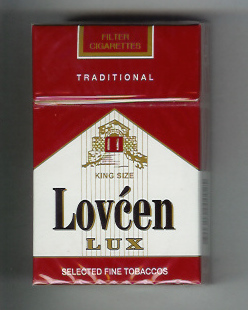 FILTER
CIGARETTES
TRADITIONAL
KING SIZE
Lovćen
LUX
SELECTED FINE TOBACCOS